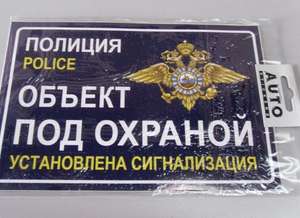 ПОЛИЦИЯ
POLICE
ОБЪЕКТ
ПОД ОХРАНОЙ
УСТАНОВЛЕНА СИГНАЛИЗАЦИЯ
AUTO